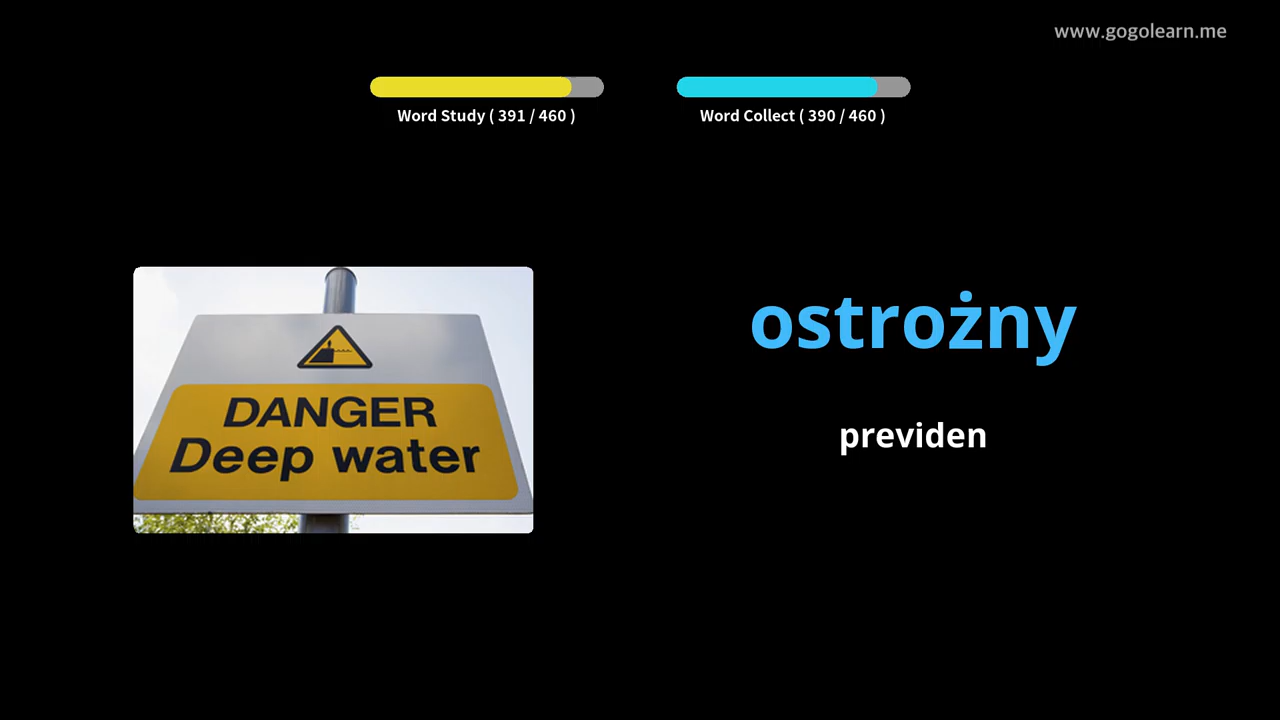 www.gogolearn.me
Word Study ( 391 / 460 )
Word Collect ( 390 / 460 )
DANGER
Deep water
ostrożny
previden